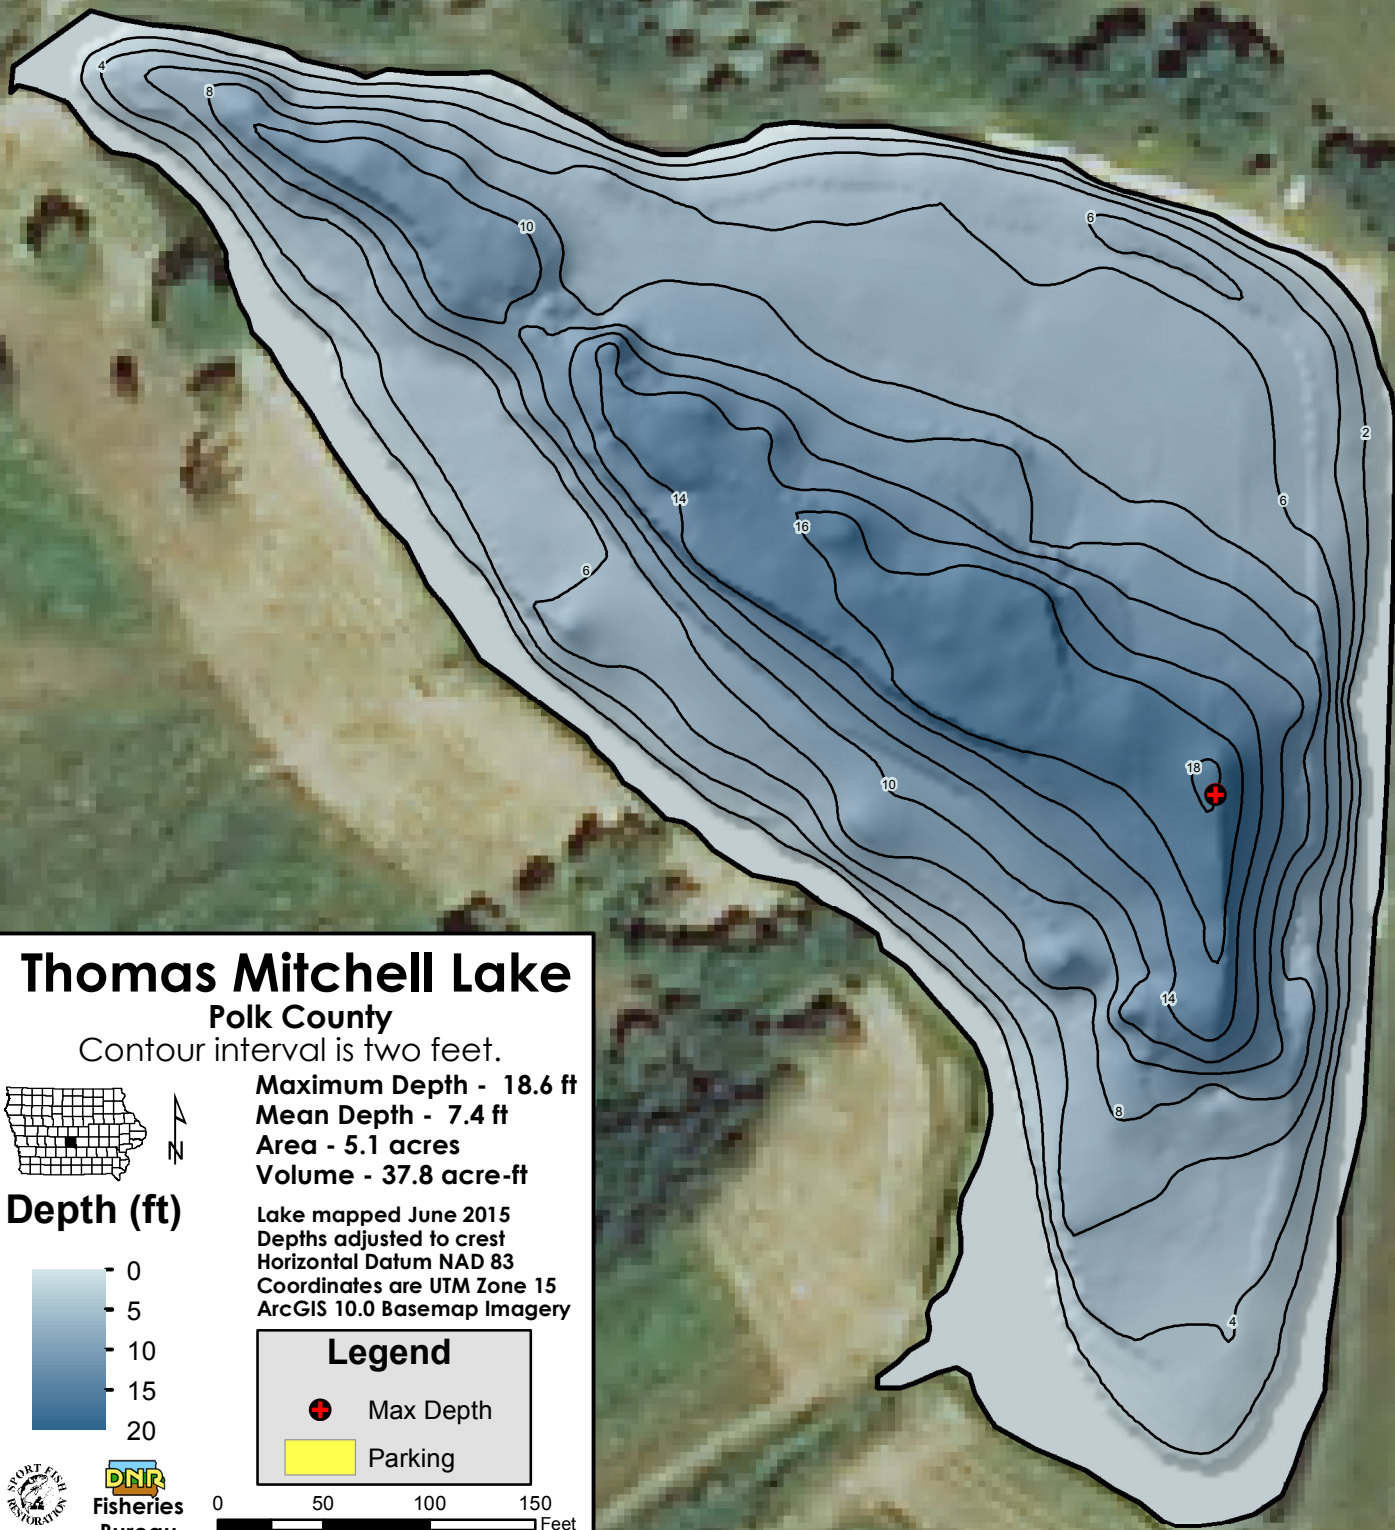 4
8
10
6
2
6
14
16
6
18
10
14
8
4
Thomas Mitchell Lake
Polk County
Contour interval is two feet.
Maximum Depth - 18.6 ft
Mean Depth - 7.4 ft
Area - 5.1 acres
Volume - 37.8 acre-ft
N
Lake mapped June 2015
Depths adjusted to crest
Horizontal Datum NAD 83
Coordinates are UTM Zone 15
ArcGIS 10.0 Basemap Imagery
Depth (ft)
0
5
10
15
20
Legend
Max Depth
Parking
SPORT FISH
RESTORATION
DNR
Fisheries
Bureau
0 50 100 150
Feet